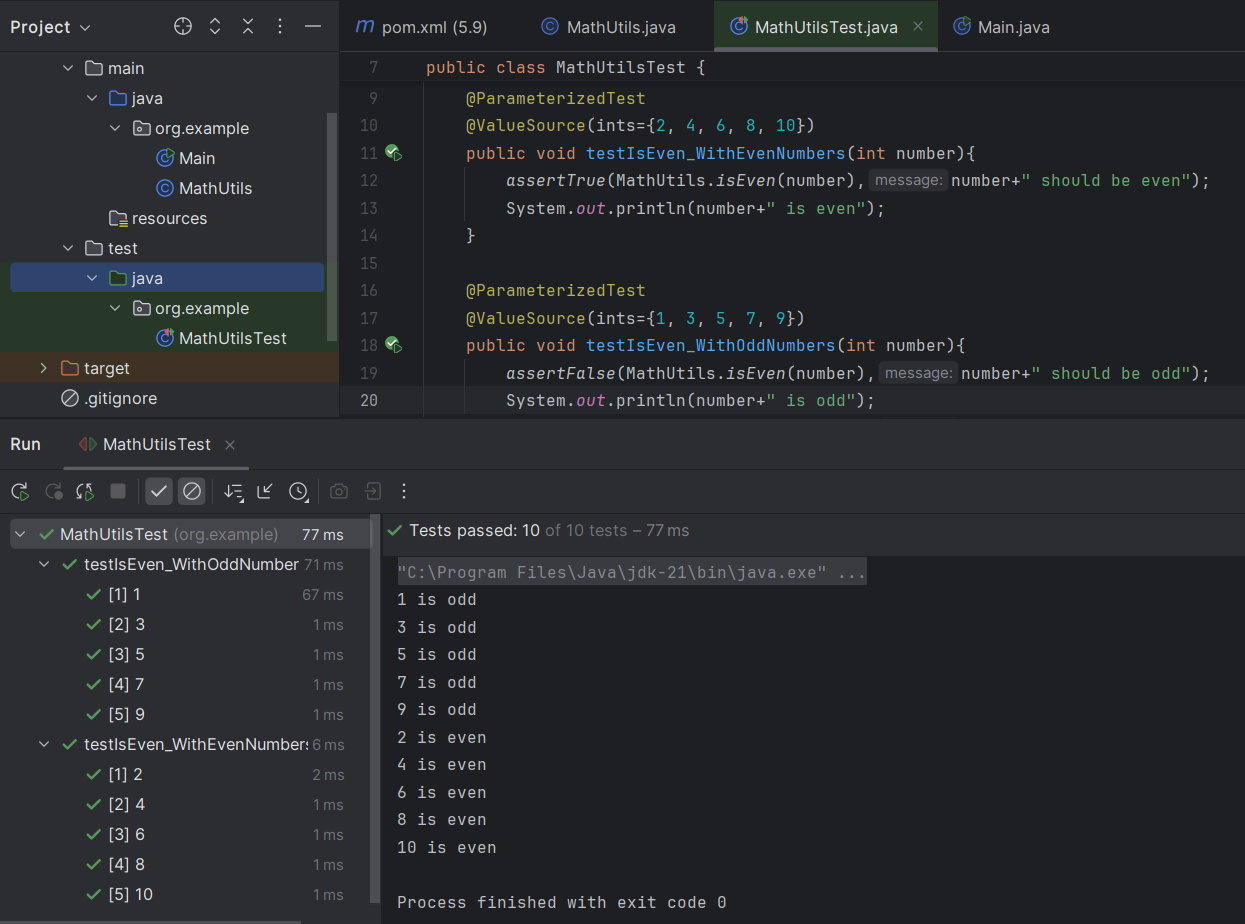 Project
m pom.xml (5.9)
MathUtils.java
MathUtilsTest.java
Main.java
main
java
org.example
Main
MathUtils
resources
test
java
org.example
MathUtilsTest
target
.gitignore
7 public class MathUtilsTest {
9 @ParameterizedTest
10 @ValueSource(ints={2, 4, 6, 8, 10})
11 public void testIsEven_WithEvenNumbers(int number){
12 assertTrue(MathUtils.isEven(number), message: number+" should be even");
13 System.out.println(number+" is even");
14 }
15
16 @ParameterizedTest
17 @ValueSource(ints={1, 3, 5, 7, 9})
18 public void testIsEven_WithOddNumbers(int number){
19 assertFalse(MathUtils.isEven(number), message: number+" should be odd");
20 System.out.println(number+" is odd");
Run
MathUtilsTest
MathUtilsTest (org.example) 77 ms
testIsEven_WithOddNumber 71 ms
[1] 1 67 ms
[2] 3 1 ms
[3] 5 1 ms
[4] 7 1 ms
[5] 9 1 ms
testIsEven_WithEvenNumbers 6 ms
[1] 2 2 ms
[2] 4 1 ms
[3] 6 1 ms
[4] 8 1 ms
[5] 10 1 ms
Tests passed: 10 of 10 tests – 77 ms
"C:\Program Files\Java\jdk-21\bin\java.exe" ...
1 is odd
3 is odd
5 is odd
7 is odd
9 is odd
2 is even
4 is even
6 is even
8 is even
10 is even
Process finished with exit code 0